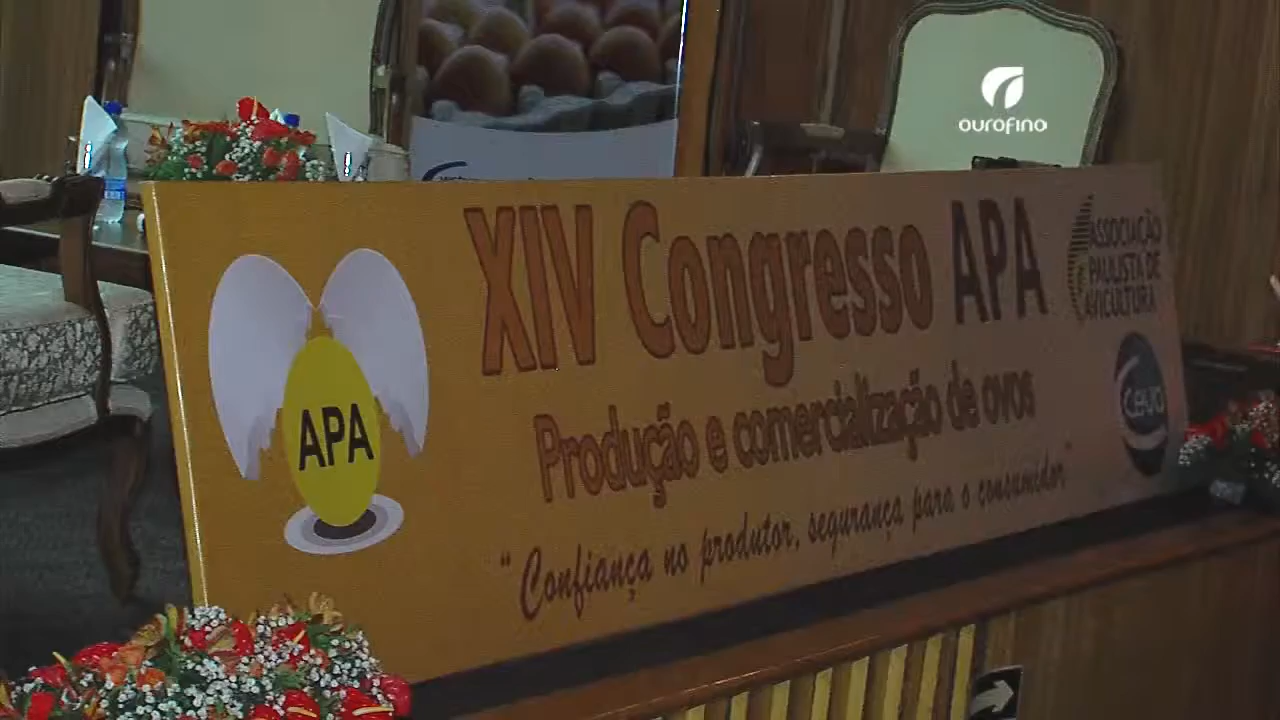 ourofino
XIV Congresso APA
ASSOCIAÇÃO
PAULISTA DE
AVICULTURA
APA
Produção e comercialização de ovos
ceva
"Confiança no produtor, segurança para o consumidor"